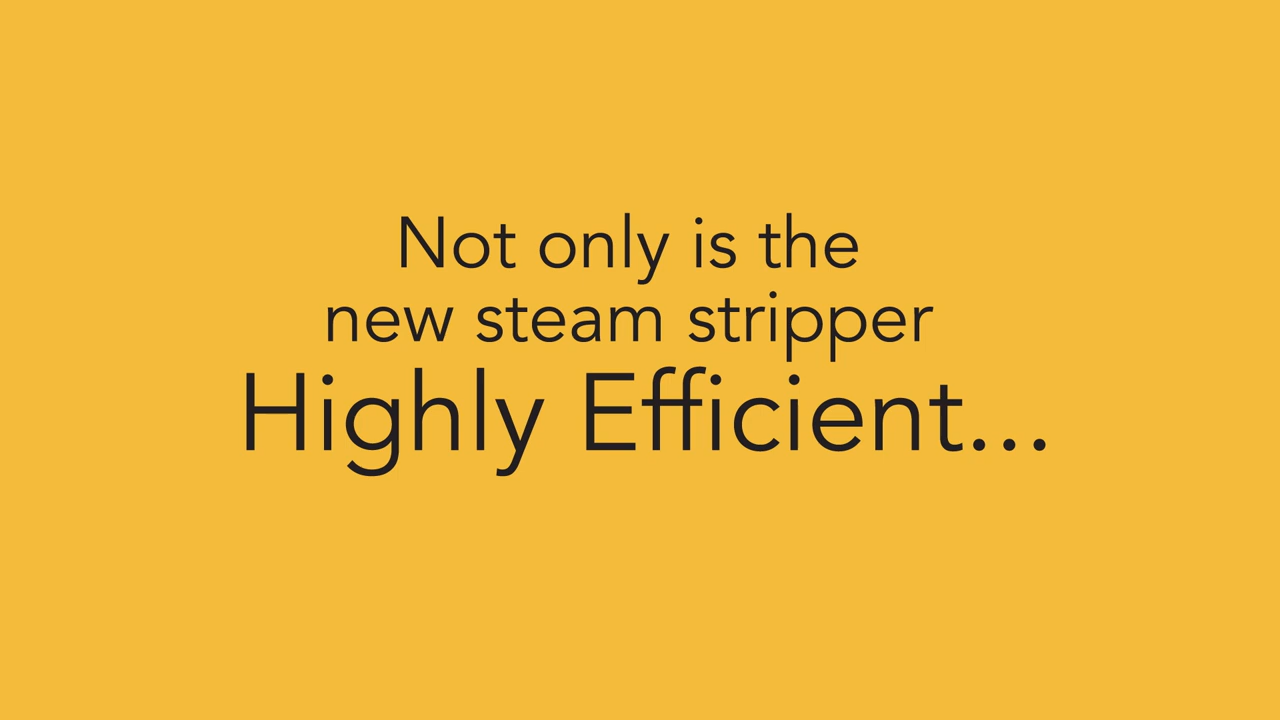 Not only is the
new steam stripper
Highly Efficient...